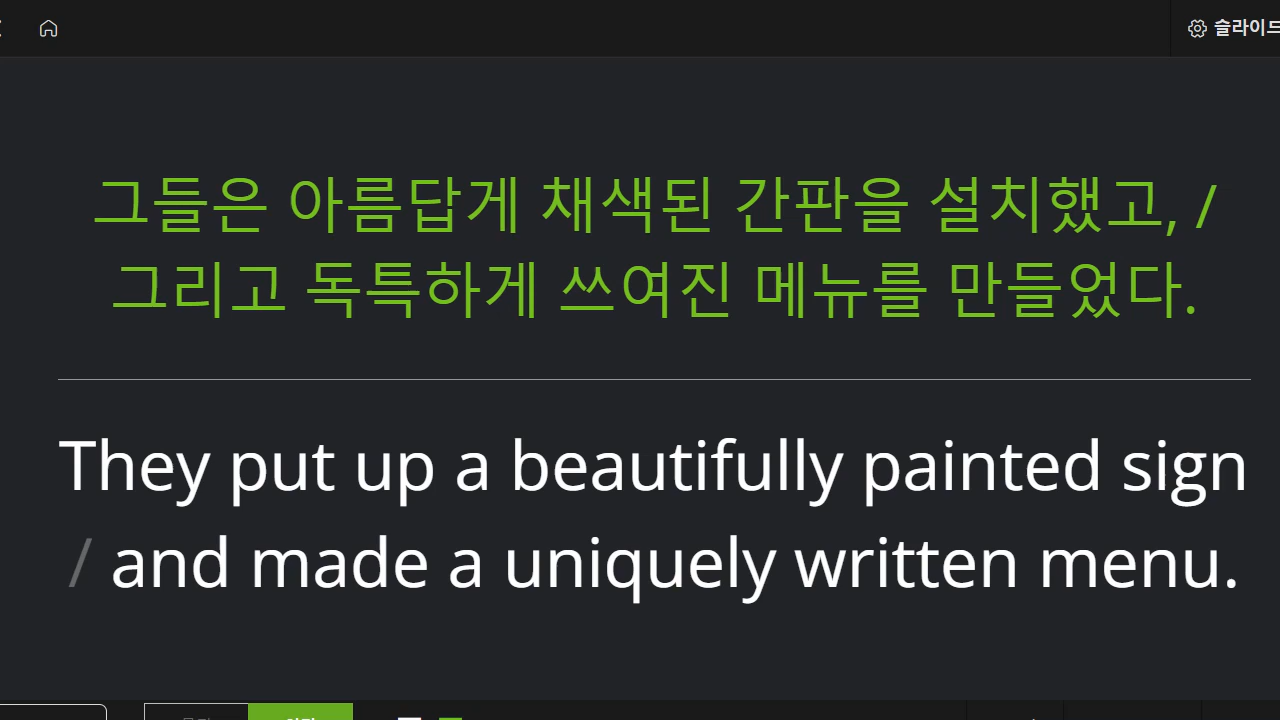 슬라이드
그들은 아름답게 채색된 간판을 설치했고, /
그리고 독특하게 쓰여진 메뉴를 만들었다.
They put up a beautifully painted sign
/ and made a uniquely written menu.